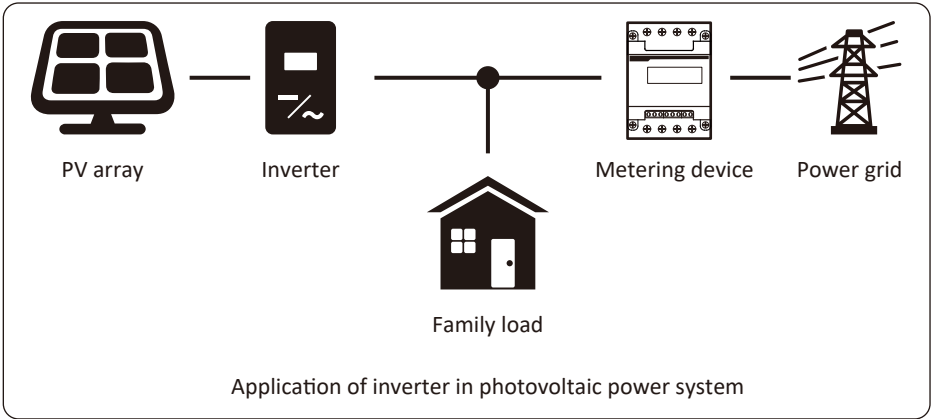 PV array
Inverter
Metering device
Power grid
Family load
Application of inverter in photovoltaic power system